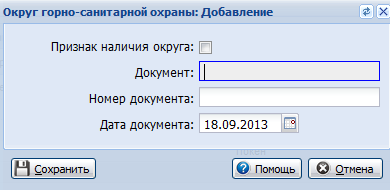 Округ горно-санитарной охраны: Добавление
Признак наличия округа:
Документ:
Номер документа:
Дата документа: 18.09.2013
Сохранить Помощь Отмена